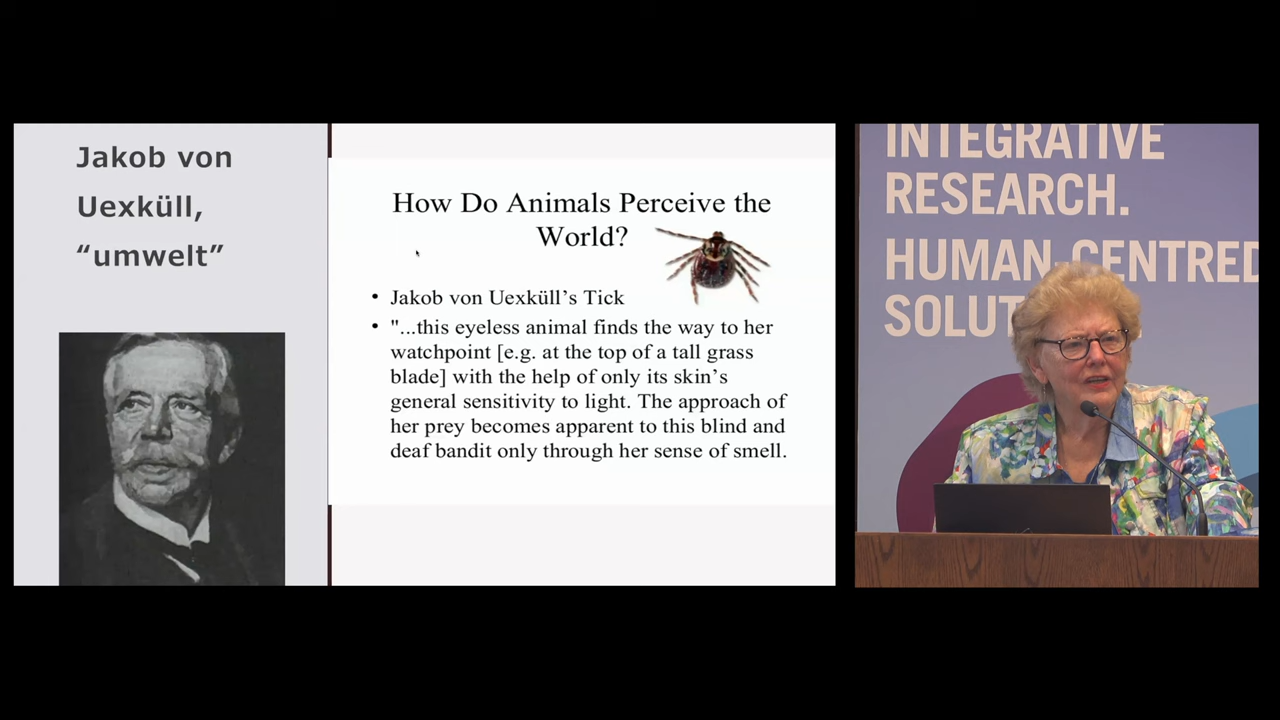 Jakob von
Uexküll,
“umwelt”
How Do Animals Perceive the
World?
• Jakob von Uexküll’s Tick
• "...this eyeless animal finds the way to her
watchpoint [e.g. at the top of a tall grass
blade] with the help of only its skin’s
general sensitivity to light. The approach of
her prey becomes apparent to this blind and
deaf bandit only through her sense of smell.
INTEGRATIVE
RESEARCH.
HUMAN-CENTRED